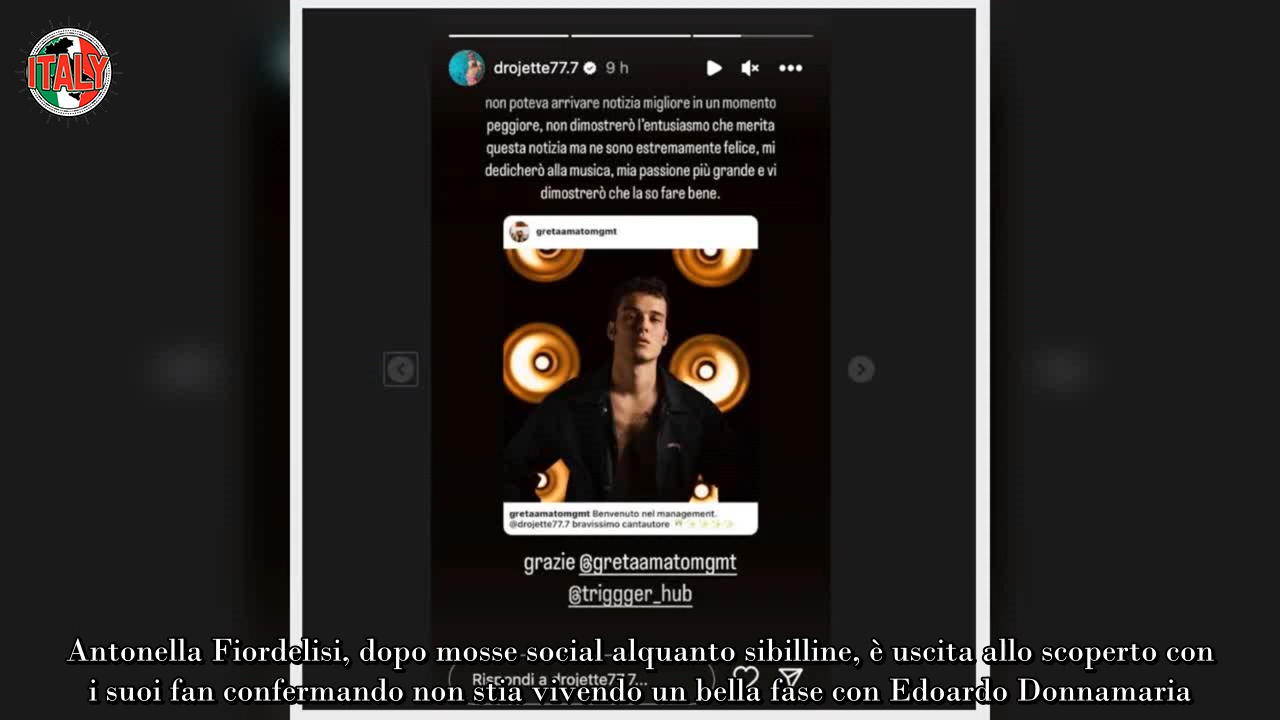 ITALY
drojette77.7 9 h
non poteva arrivare notizia migliore in un momento
peggiore, non dimostrerò l'entusiasmo che merita
questa notizia ma ne sono estremamente felice, mi
dedicherò alla musica, mia passione più grande e vi
dimostrerò che la so fare bene.
gretaamatomgmt
gretaamatomgmt Benvenuto nel management.
@drojette77.7 bravissimo cantautore
grazie @gretaamatomgmt
@triggger_hub
Rispondi a drojette77.7...
Antonella Fiordelisi, dopo mosse social alquanto sibilline, è uscita allo scoperto con
i suoi fan confermando non stia vivendo un bella fase con Edoardo Donnamaria